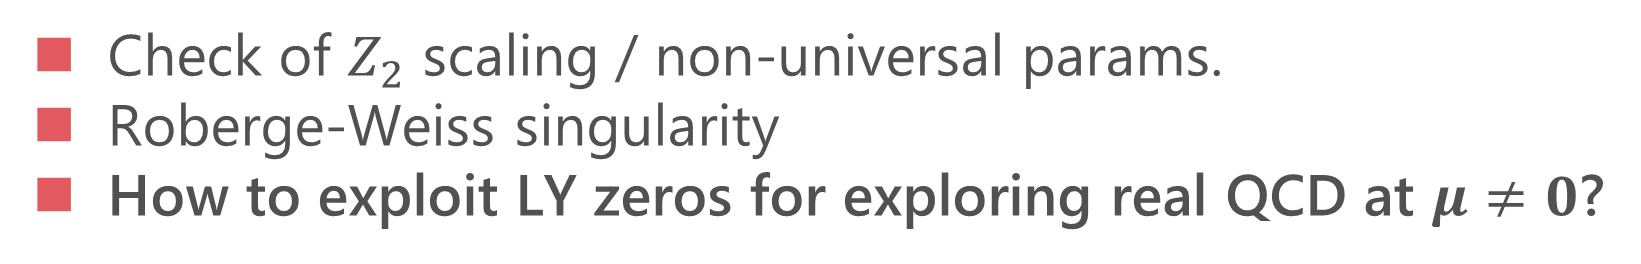 Check of Z₂ scaling / non-universal params.
Roberge-Weiss singularity
How to exploit LY zeros for exploring real QCD at μ ≠ 0?